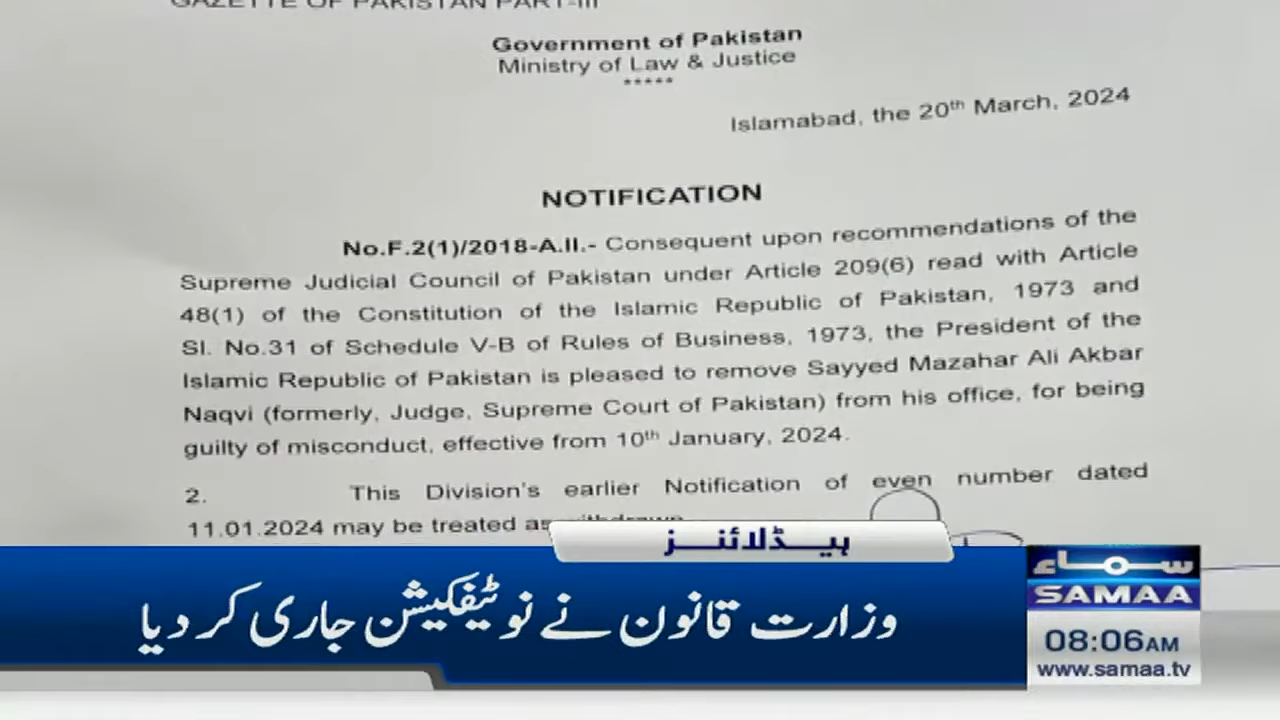 GAZETTE OF PAKISTAN PART-III
Government of Pakistan
Ministry of Law & Justice
*****
Islamabad, the 20th March, 2024
NOTIFICATION
No.F.2(1)/2018-A.II.- Consequent upon recommendations of the
Supreme Judicial Council of Pakistan under Article 209(6) read with Article
48(1) of the Constitution of the Islamic Republic of Pakistan, 1973 and
Sl. No.31 of Schedule V-B of Rules of Business, 1973, the President of the
Islamic Republic of Pakistan is pleased to remove Sayyed Mazahar Ali Akbar
Naqvi (formerly, Judge, Supreme Court of Pakistan) from his office, for being
guilty of misconduct, effective from 10th January, 2024.
2. This Division's earlier Notification of even number dated
11.01.2024 may be treated as withdrawn.
ہیڈلائنز
وزارت قانون نے نوٹیفکیشن جاری کر دیا
سماء
SAMAA
08:06AM
www.samaa.tv